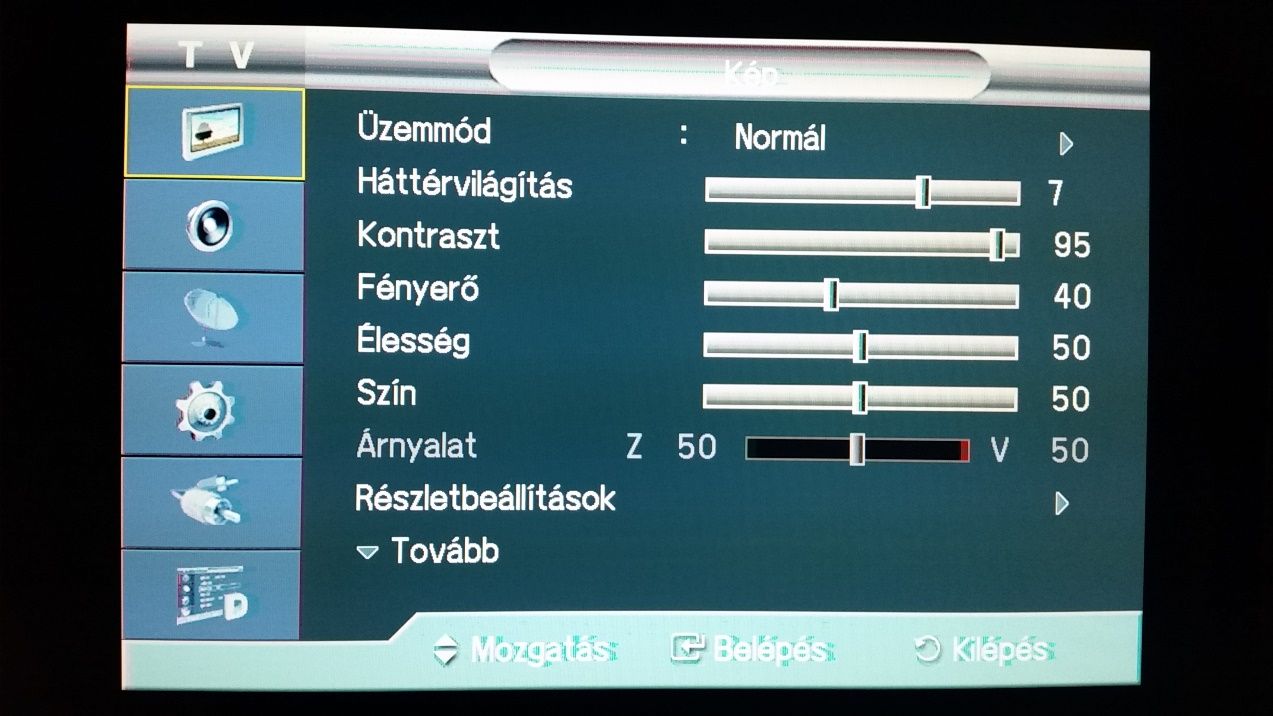 TV
Kép
Üzemmód : Normál
Háttérvilágítás 7
Kontraszt 95
Fényerő 40
Élesség 50
Szín 50
Árnyalat Z 50 V 50
Részletbeállítások
Tovább
Mozgatás Belépés Kilépés
D